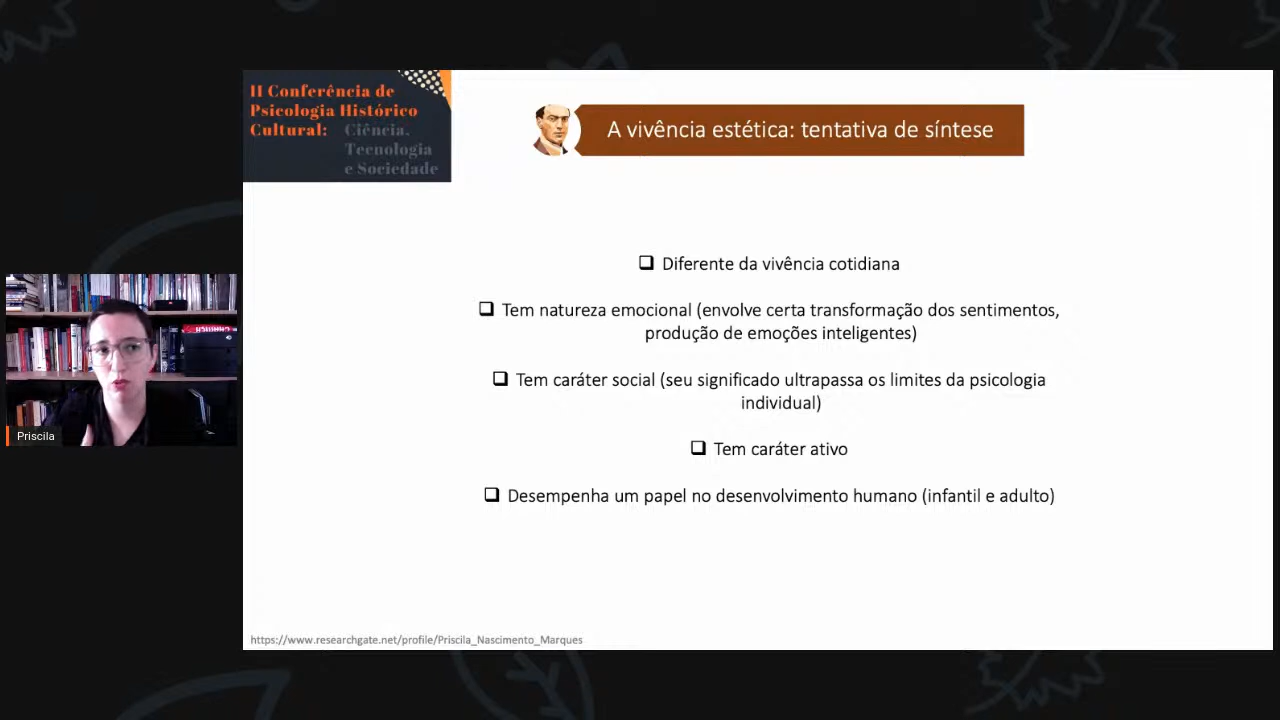 II Conferência de
Psicologia Histórico
Cultural: Ciência,
Tecnologia
e Sociedade
A vivência estética: tentativa de síntese
❑ Diferente da vivência cotidiana
❑ Tem natureza emocional (envolve certa transformação dos sentimentos,
produção de emoções inteligentes)
❑ Tem caráter social (seu significado ultrapassa os limites da psicologia
individual)
❑ Tem caráter ativo
❑ Desempenha um papel no desenvolvimento humano (infantil e adulto)
Priscila
https://www.researchgate.net/profile/Priscila_Nascimento_Marques